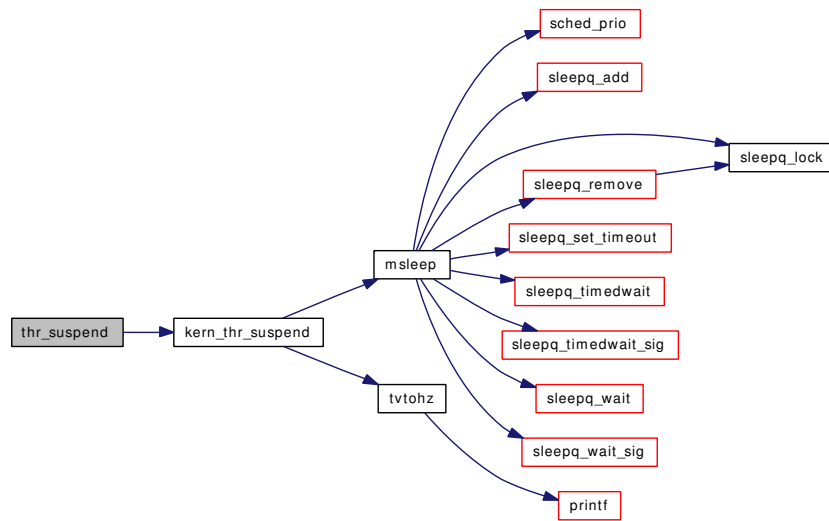 sched_prio
sleepq_add
sleepq_lock
sleepq_remove
sleepq_set_timeout
msleep
sleepq_timedwait
thr_suspend
kern_thr_suspend
sleepq_timedwait_sig
tvtohz
sleepq_wait
sleepq_wait_sig
printf